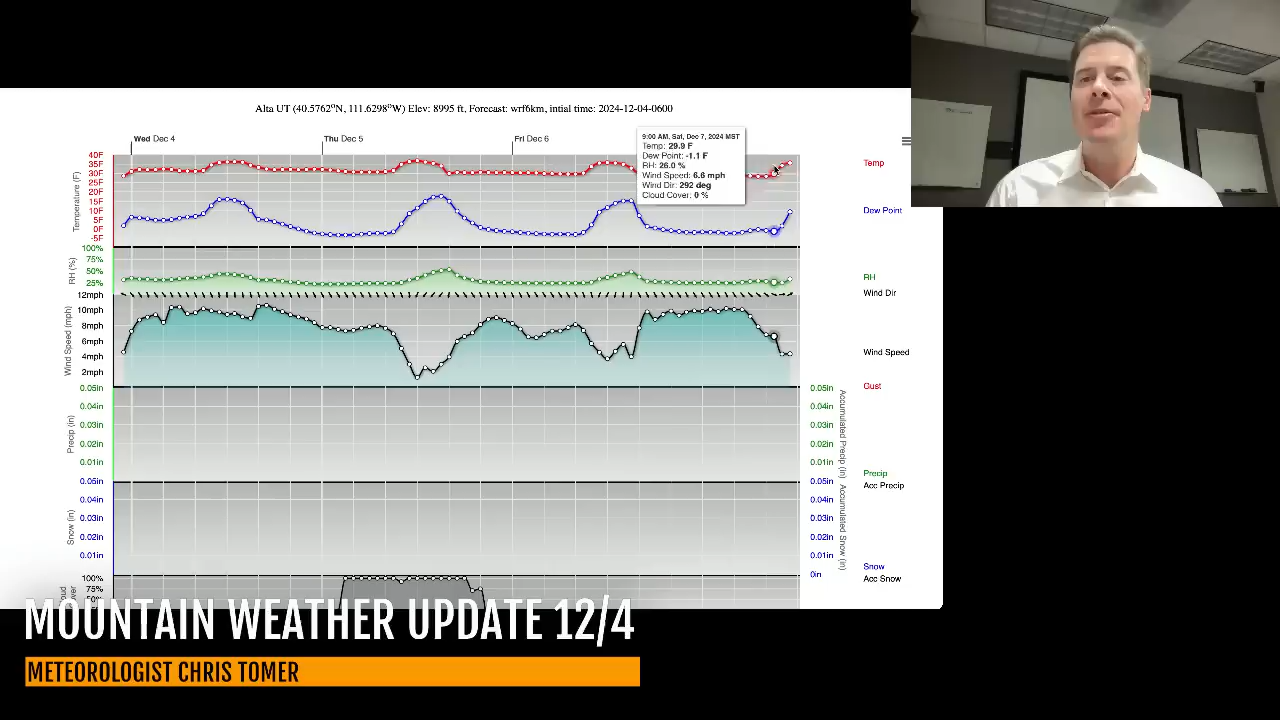 Alta UT (40.5762ºN, 111.6298ºW) Elev: 8995 ft, Forecast: wrf6km, intial time: 2024-12-04-0600
Wed Dec 4
Thu Dec 5
Fri Dec 6
9:00 AM, Sat, Dec 7, 2024 MST
Temp: 29.9 F
Dew Point: -1.1 F
RH: 26.0 %
Wind Speed: 6.6 mph
Wind Dir: 292 deg
Cloud Cover: 0 %
Temperature (F)
40F
35F
30F
25F
20F
15F
10F
5F
0F
-5F
Temp
Dew Point
RH (%)
100%
75%
50%
25%
RH
Wind Dir
Wind Speed (mph)
12mph
10mph
8mph
6mph
4mph
2mph
Wind Speed
Gust
Precip (in)
0.05in
0.04in
0.03in
0.02in
0.01in
0.05in
0.04in
0.03in
0.02in
0.01in
Accumulated Precip (in)
Precip
Acc Precip
Snow (in)
0.05in
0.04in
0.03in
0.02in
0.01in
0.05in
0.04in
0.03in
0.02in
0.01in
0in
Accumulated Snow (in)
Snow
Acc Snow
100%
75%
MOUNTAIN WEATHER UPDATE 12/4
METEOROLOGIST CHRIS TOMER